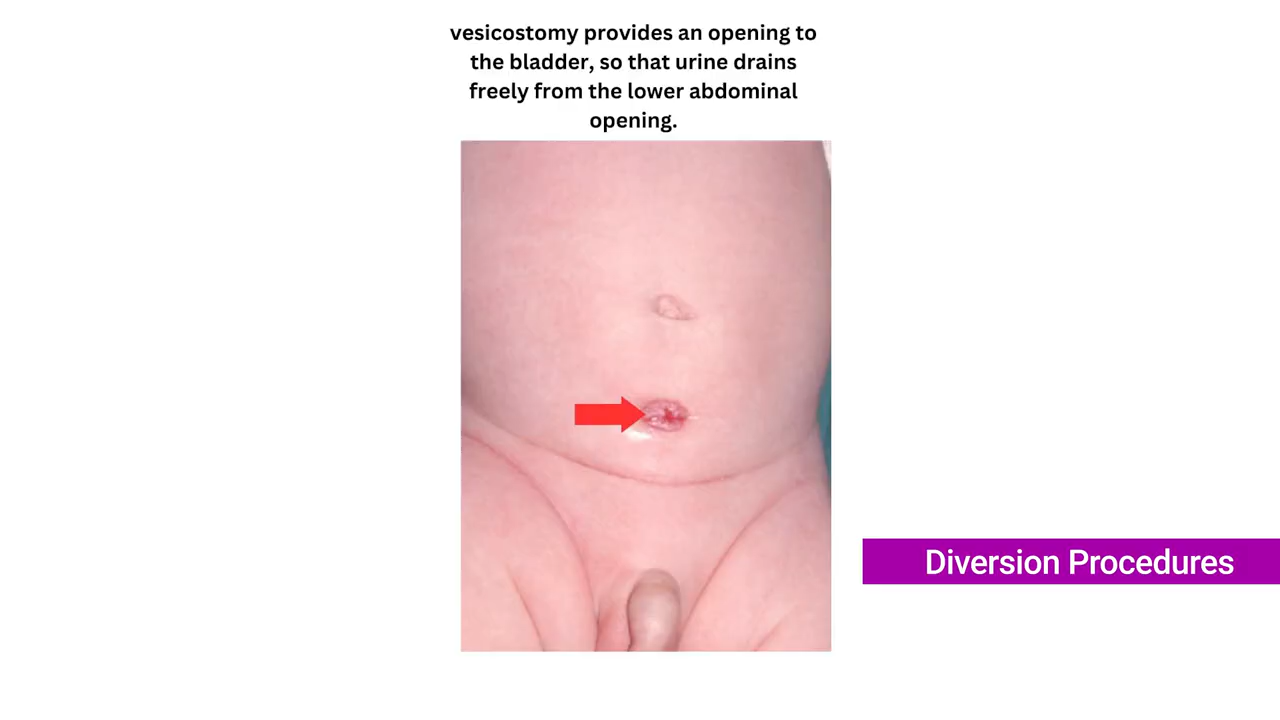 vesicostomy provides an opening to
the bladder, so that urine drains
freely from the lower abdominal
opening.
Diversion Procedures